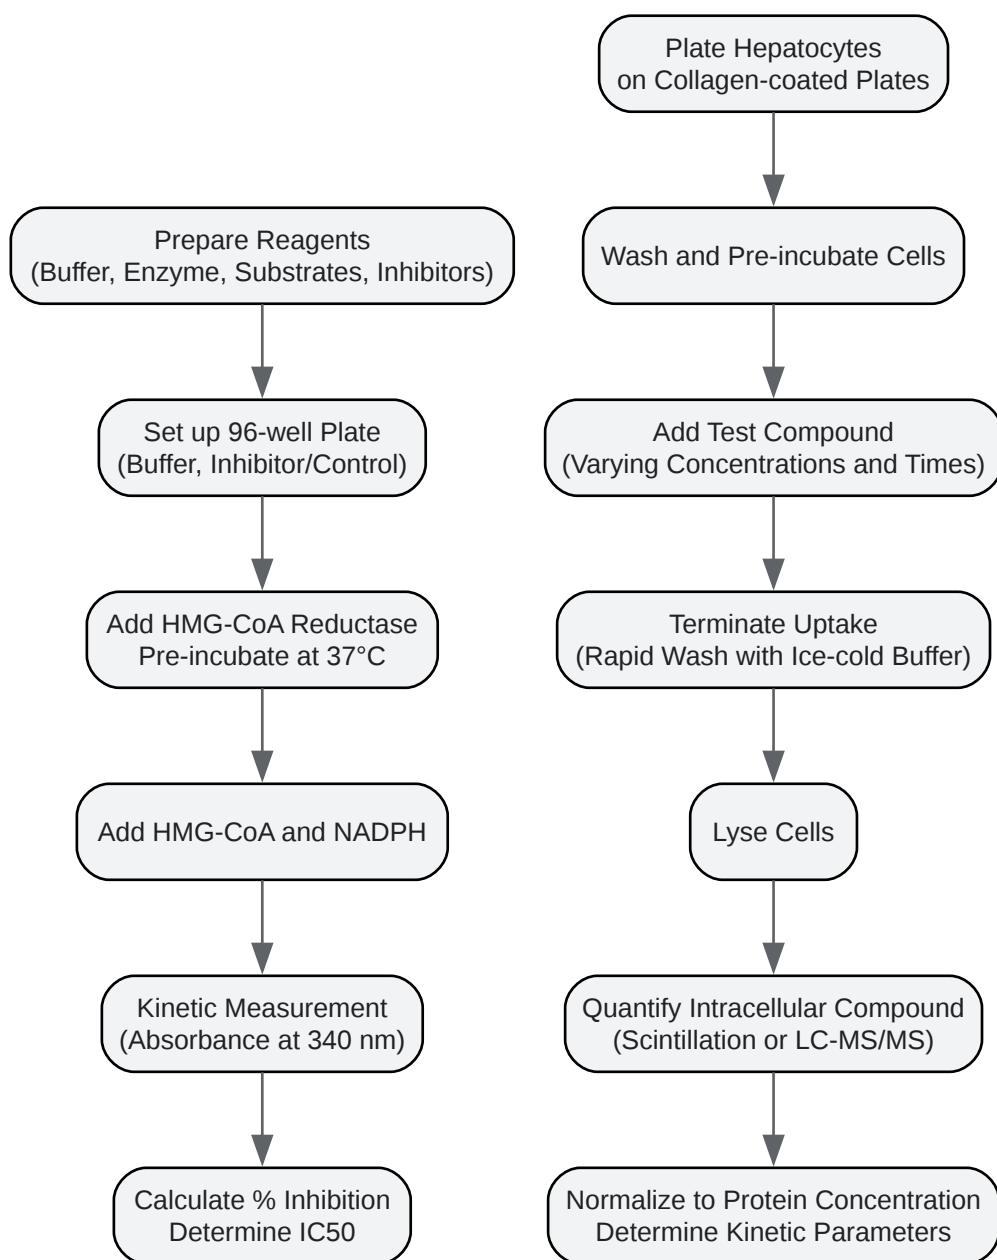 Plate Hepatocytes
on Collagen-coated Plates
Prepare Reagents
(Buffer, Enzyme, Substrates, Inhibitors)
Wash and Pre-incubate Cells
Set up 96-well Plate
(Buffer, Inhibitor/Control)
Add Test Compound
(Varying Concentrations and Times)
Add HMG-CoA Reductase
Pre-incubate at 37°C
Terminate Uptake
(Rapid Wash with Ice-cold Buffer)
Add HMG-CoA and NADPH
Lyse Cells
Kinetic Measurement
(Absorbance at 340 nm)
Quantify Intracellular Compound
(Scintillation or LC-MS/MS)
Calculate % Inhibition
Determine IC50
Normalize to Protein Concentration
Determine Kinetic Parameters